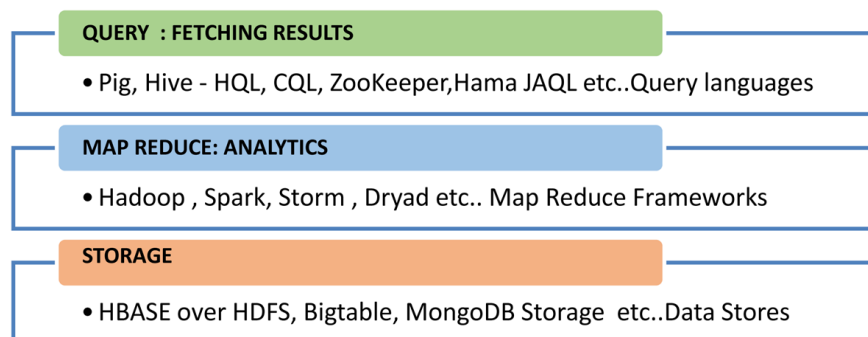 QUERY : FETCHING RESULTS
• Pig, Hive - HQL, CQL, ZooKeeper,Hama JAQL etc..Query languages
MAP REDUCE: ANALYTICS
• Hadoop , Spark, Storm , Dryad etc.. Map Reduce Frameworks
STORAGE
• HBASE over HDFS, Bigtable, MongoDB Storage etc..Data Stores